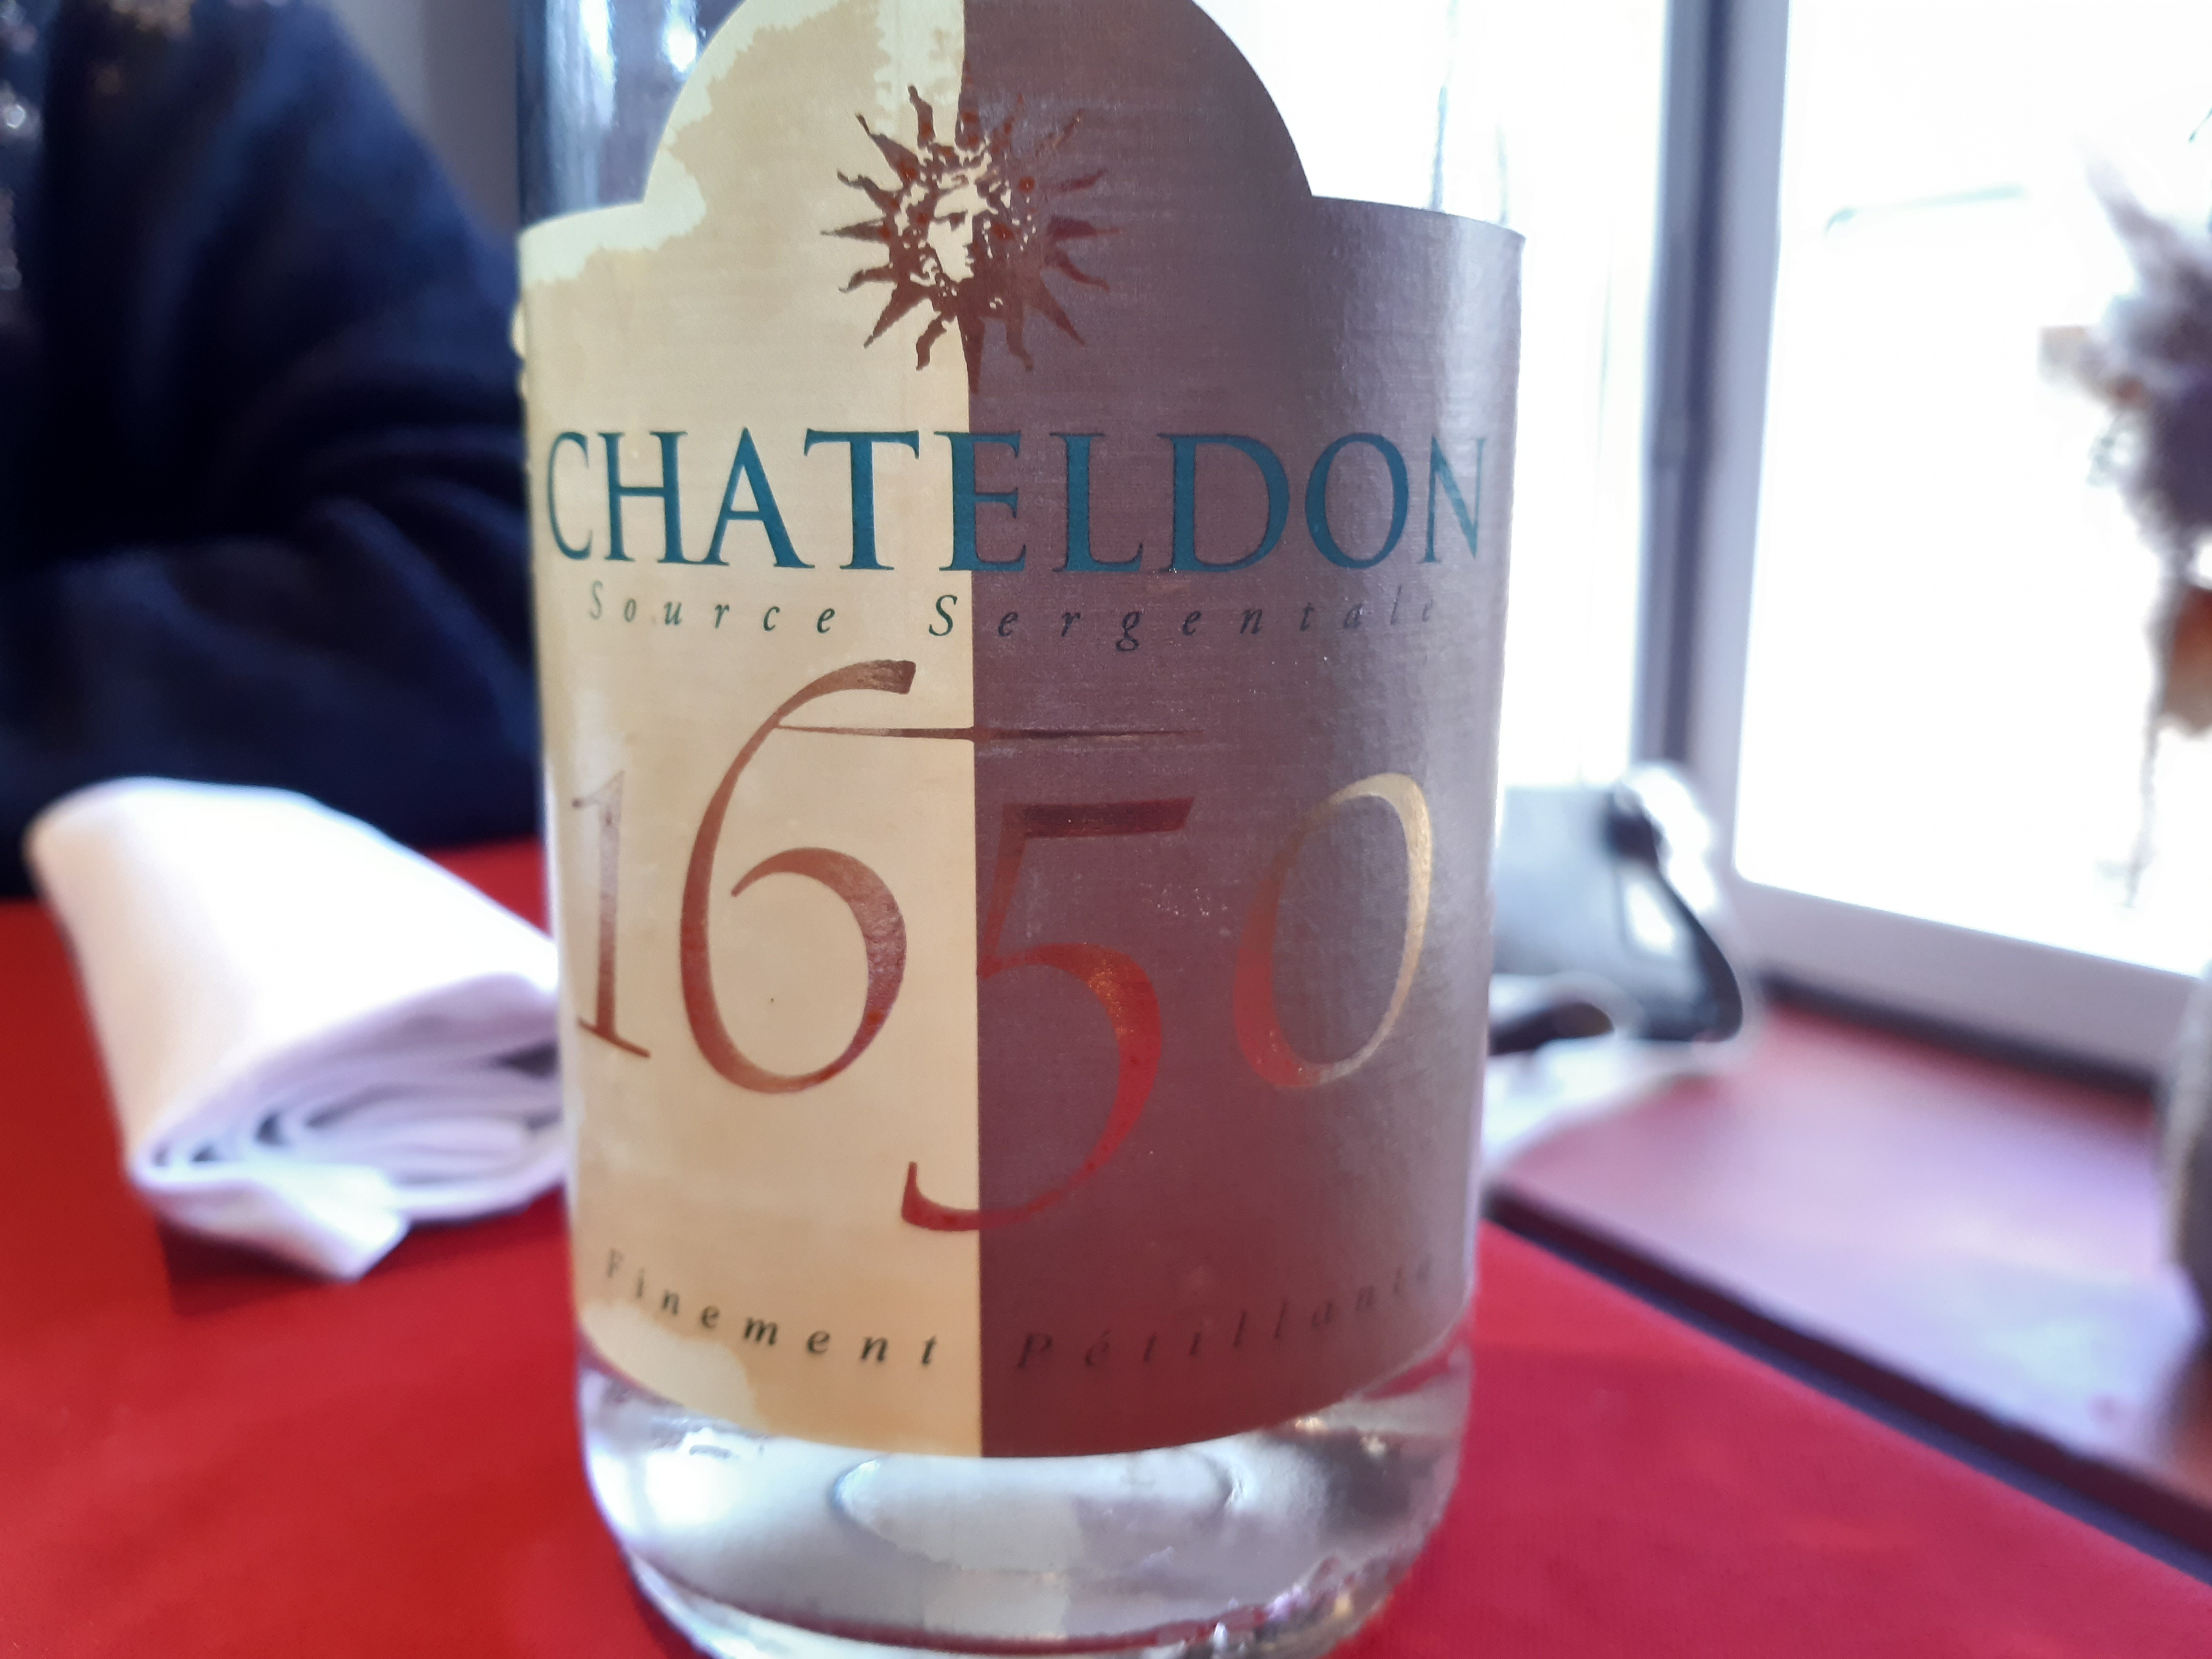 CHATELDON
Source Sergentale
1650
Finement Pétillante